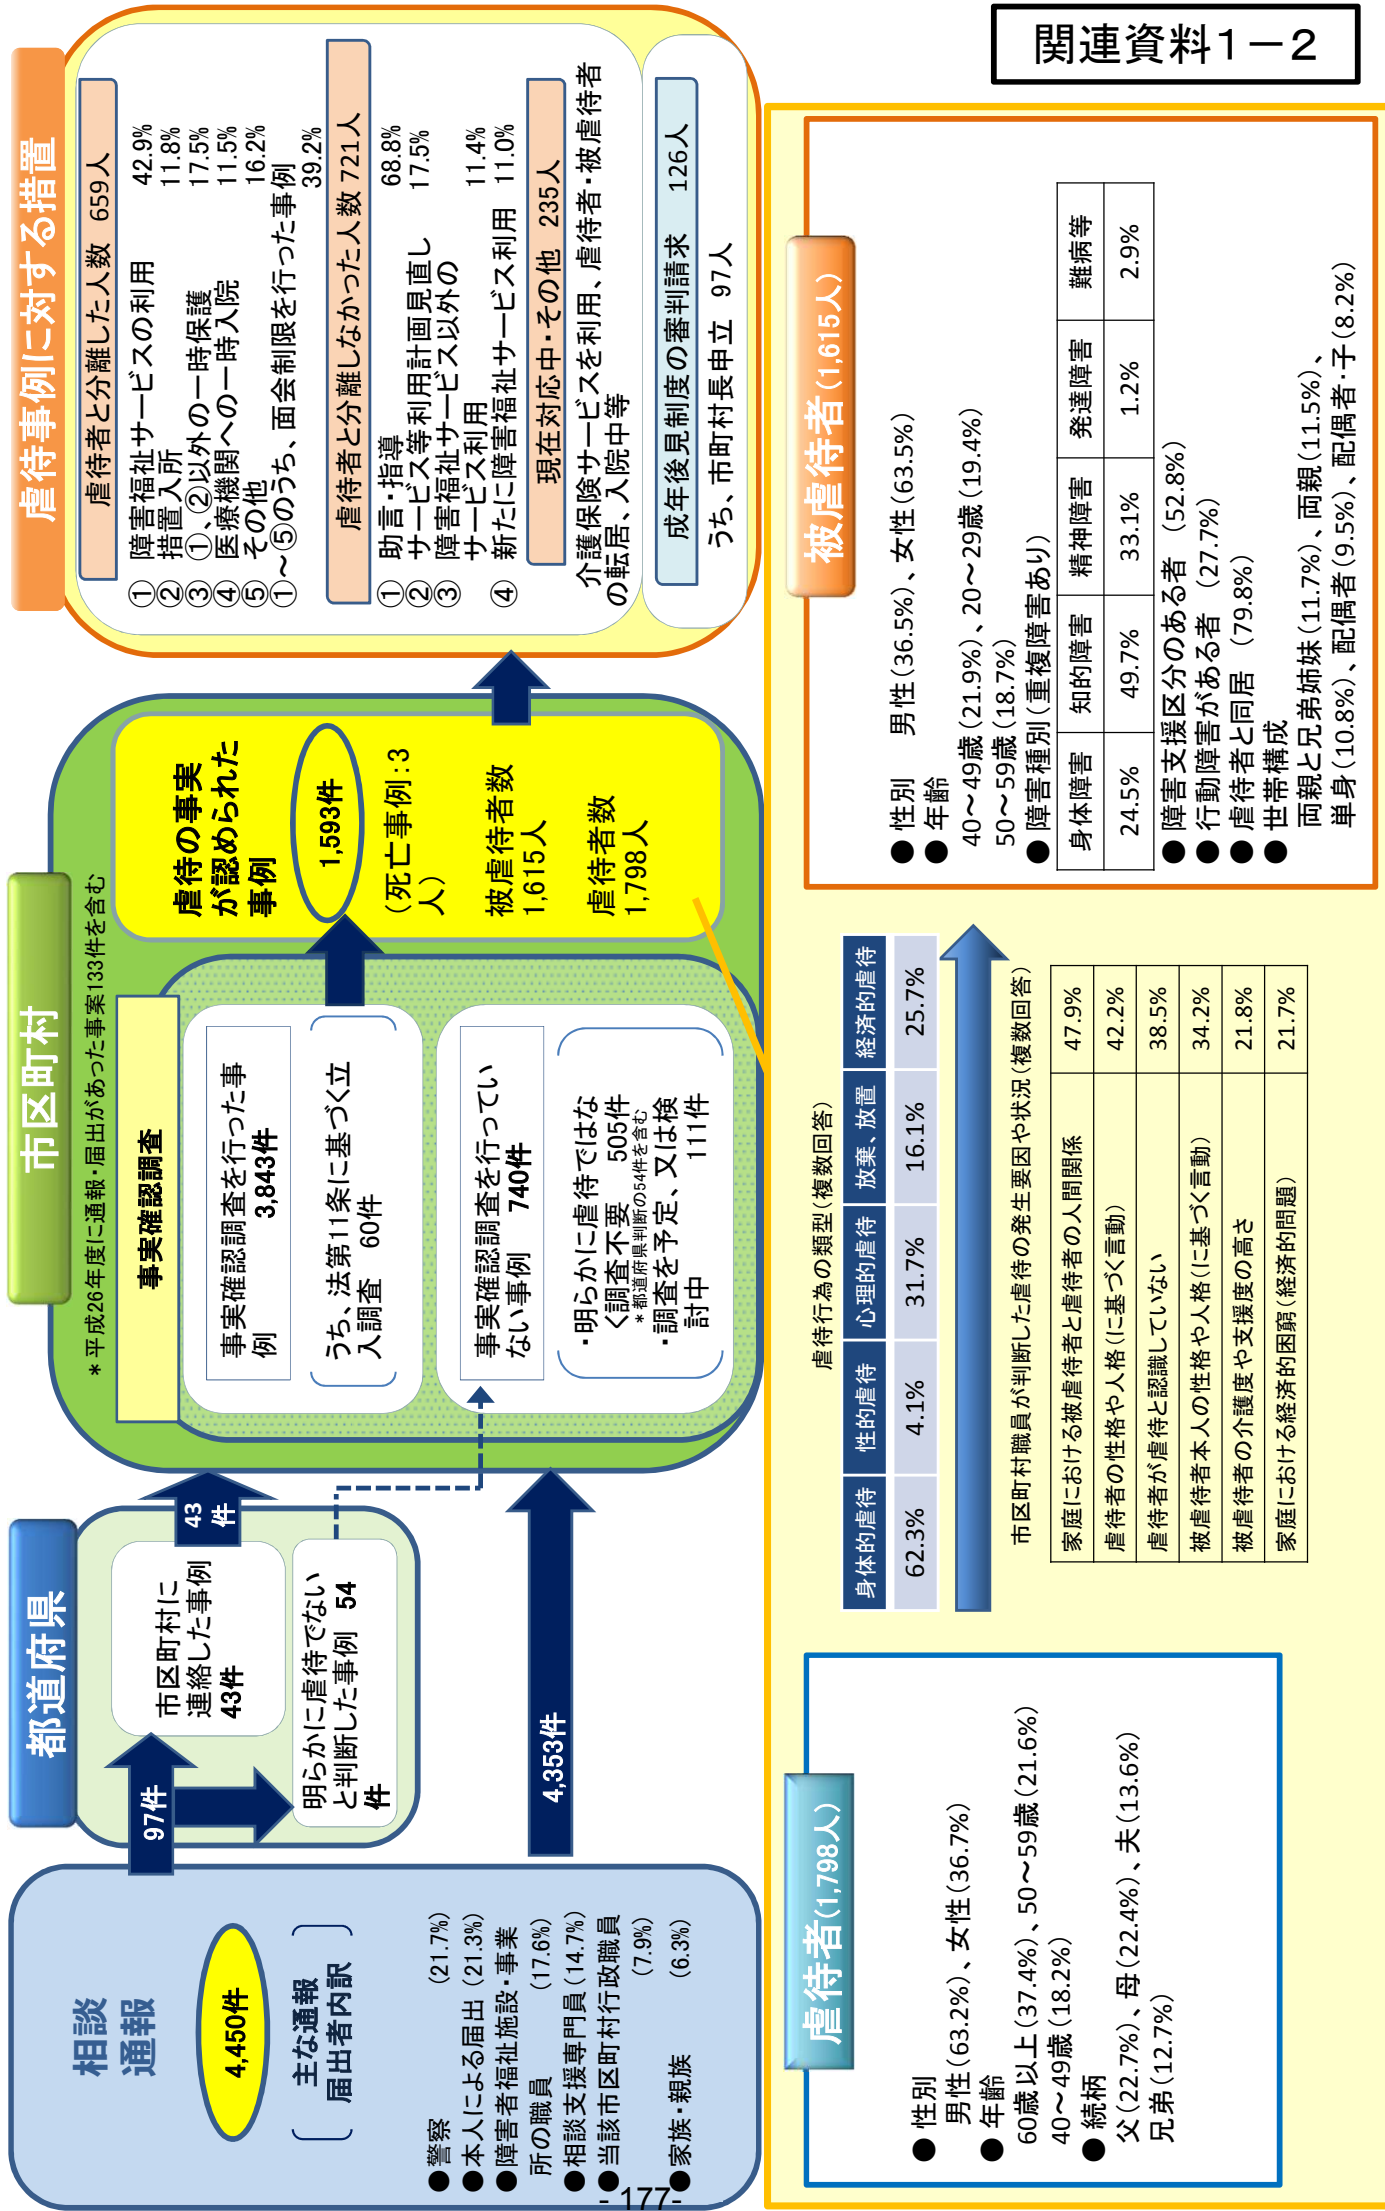 関連資料1－2
相談
通報
4,450件
主な通報
届出者内訳
●警察 (21.7%)
●本人による届出 (21.3%)
●障害者福祉施設・事業
所の職員 (17.6%)
●相談支援専門員 (14.7%)
●当該市区町村行政職員
(7.9%)
●家族・親族 (6.3%)
都道府県
97件
市区町村に
連絡した事例
43件
明らかに虐待でない
と判断した事例 54
件
43
件
4,353件
市区町村
*平成26年度に通報・届出があった事案133件を含む
事実確認調査
事実確認調査を行った事
例 3,843件
うち、法第11条に基づく立
入調査 60件
事実確認調査を行ってい
ない事例 740件
・明らかに虐待ではな
く調査不要 505件
*都道府県判断の54件を含む
・調査を予定、又は検
討中 111件
虐待の事実
が認められた
事例
1,593件
(死亡事例:3
人)
被虐待者数
1,615人
虐待者数
1,798人
虐待事例に対する措置
虐待者と分離した人数 659人
① 障害福祉サービスの利用 42.9%
② 措置入所 11.8%
③ ①、②以外の一時保護 17.5%
④ 医療機関への一時入院 11.5%
⑤ その他 16.2%
①～⑤のうち、面会制限を行った事例
39.2%
虐待者と分離しなかった人数 721人
① 助言・指導 68.8%
② サービス等利用計画見直し 17.5%
③ 障害福祉サービス以外の
サービス利用 11.4%
④ 新たに障害福祉サービス利用 11.0%
現在対応中・その他 235人
介護保険サービスを利用、虐待者・被虐待者
の転居、入院中等
成年後見制度の審判請求 126人
うち、市町村長申立 97人
虐待者(1,798人)
● 性別
男性(63.2%)、女性(36.7%)
● 年齢
60歳以上(37.4%)、50～59歳(21.6%)
40～49歳(18.2%)
● 続柄
父(22.7%)、母(22.4%)、夫(13.6%)
兄弟(12.7%)
虐待行為の類型(複数回答)
身体的虐待 性的虐待 心理的虐待 放棄、放置 経済的虐待
62.3% 4.1% 31.7% 16.1% 25.7%
市区町村職員が判断した虐待の発生要因や状況(複数回答)
家庭における被虐待者と虐待者の人間関係 47.9%
虐待者の性格や人格(に基づく言動) 42.2%
虐待者が虐待と認識していない 38.5%
被虐待者本人の性格や人格(に基づく言動) 34.2%
被虐待者の介護度や支援度の高さ 21.8%
家庭における経済的困窮(経済的問題) 21.7%
被虐待者(1,615人)
● 性別 男性(36.5%)、女性(63.5%)
● 年齢
40～49歳(21.9%)、20～29歳(19.4%)
50～59歳(18.7%)
● 障害種別(重複障害あり)
身体障害 知的障害 精神障害 発達障害 難病等
24.5% 49.7% 33.1% 1.2% 2.9%
● 障害支援区分のある者 (52.8%)
● 行動障害がある者 (27.7%)
● 虐待者と同居 (79.8%)
● 世帯構成
両親と兄弟姉妹(11.7%)、両親(11.5%)、
単身(10.8%)、配偶者(9.5%)、配偶者・子(8.2%)
- 177-